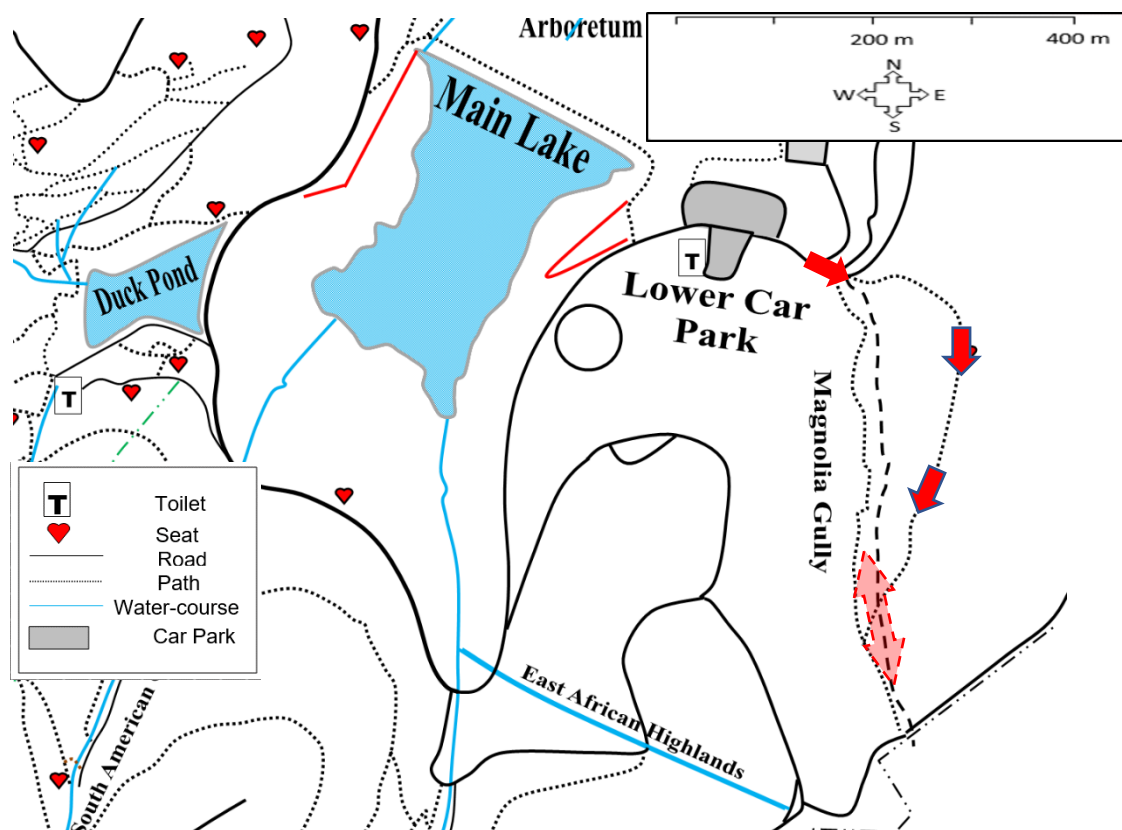 Arboretum
200 m
400 m
N
W
E
S
Main Lake
Duck Pond
T
Lower Car
Park
T
Magnolia Gully
T
Toilet
Seat
Road
Path
Water-course
Car Park
East African Highlands
South American